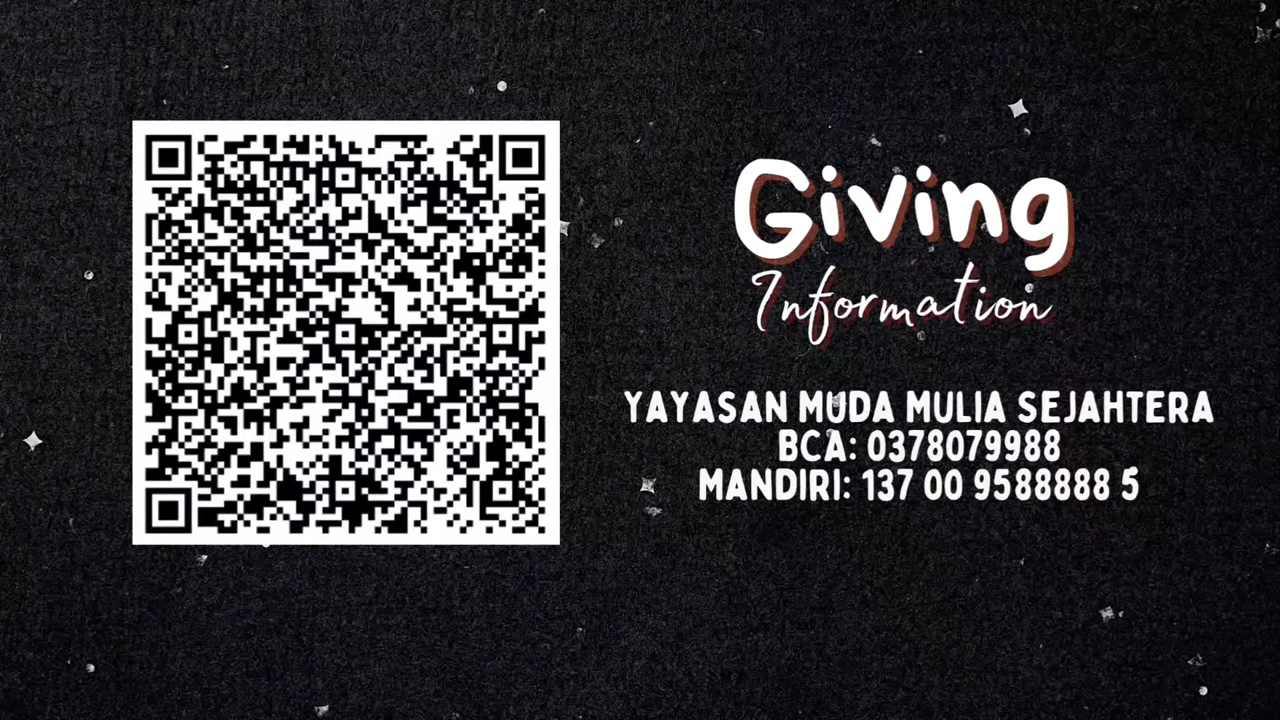 Giving
Information
YAYASAN MUDA MULIA SEJAHTERA
BCA: 0378079988
MANDIRI: 137 00 9588888 5